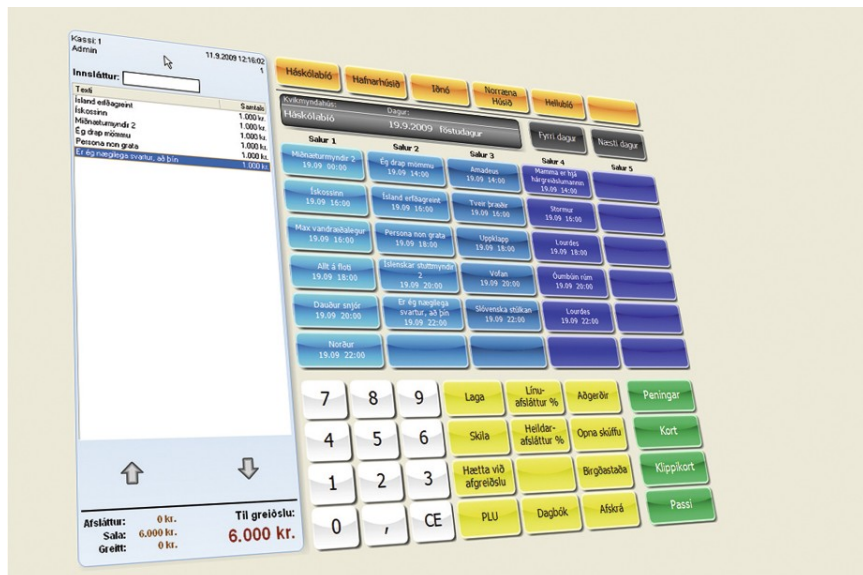 Kassi: 1
Admin
11.9.2009 12:16:02
1
Innsláttur:
Texti Samtals
Ísland erfðagreint 1.000 kr.
Ískossinn 1.000 kr.
Miðnæturmyndir 2 1.000 kr.
Ég drap mömmu 1.000 kr.
Persona non grata 1.000 kr.
Er ég nægilega svartur, að þín 1.000 kr.
Afsláttur: 0 kr.
Sala: 6.000 kr.
Greitt: 0 kr.
Til greiðslu:
6.000 kr.
Háskólabíó Hafnarhúsið Iðnó Norræna Húsið Hellubíó
Kvikmyndahús: Dagur:
Háskólabíó 19.9.2009 föstudagur
Fyrri dagur Næsti dagur
Salur 1 Salur 2 Salur 3 Salur 4 Salur 5
Miðnæturmyndir 2
19.09 00:00
Ég drap mömmu
19.09 14:00
Amadeus
19.09 14:00
Mamma er hjá
hárgreiðslumannin
19.09 14:00
Ískossinn
19.09 16:00
Ísland erfðagreint
19.09 16:00
Tveir þræðir
19.09 16:00
Stormur
19.09 16:00
Max vandræðalegur
19.09 16:00
Persona non grata
19.09 18:00
Uppklapp
19.09 18:00
Lourdes
19.09 18:00
Allt á floti
19.09 18:00
Íslenskar stuttmyndir
2
19.09 20:00
Vofan
19.09 20:00
Óumbúin rúm
19.09 20:00
Dauður snjór
19.09 20:00
Er ég nægilega
svartur, að þín
19.09 22:00
Slóvenska stúlkan
19.09 22:00
Lourdes
19.09 22:00
Norður
19.09 22:00
7 8 9 Laga Línu-afsláttur % Aðgerðir Peningar
4 5 6 Skila Heildar-afsláttur % Opna skúffu Kort
1 2 3 Hætta við afgreiðslu Birgðastaða Klippikort
0 , CE PLU Dagbók Afskrá Passi